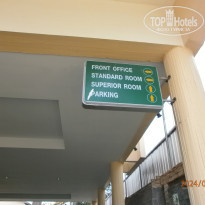 TOP Hotels
FRONT OFFICE
STANDARD ROOM
SUPERIOR ROOM
PARKING